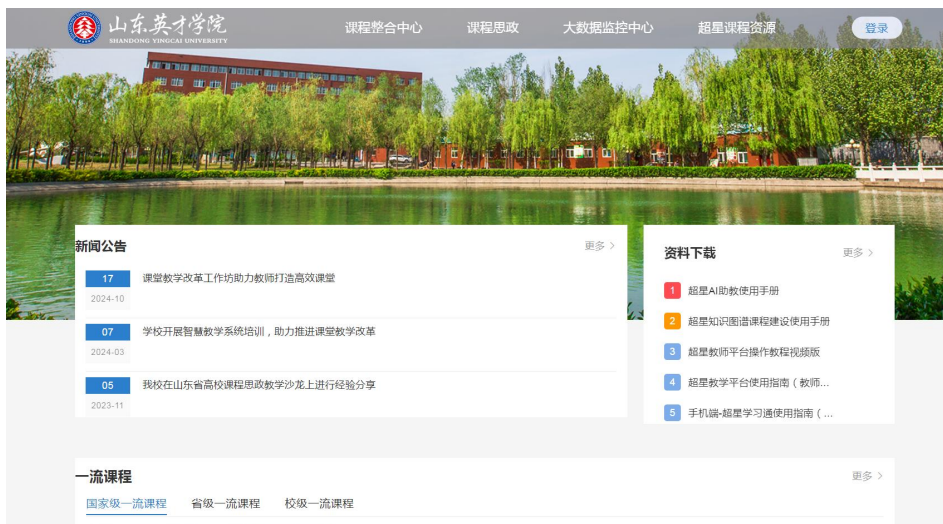 山东英才学院
SHANDONG YINGCAI UNIVERSITY
课程整合中心 课程思政 大数据监控中心 超星课程资源 登录
新闻公告 更多 >
17 课堂教学改革工作坊助力教师打造高效课堂
2024-10
07 学校开展智慧教学系统培训，助力推进课堂教学改革
2024-03
05 我校在山东省高校课程思政教学沙龙上进行经验分享
2023-11
资料下载 更多 >
1 超星AI助教使用手册
2 超星知识图谱课程建设使用手册
3 超星教师平台操作教程视频版
4 超星教学平台使用指南（教师...
5 手机端-超星学习通使用指南（...
一流课程 更多 >
国家级一流课程 省级一流课程 校级一流课程